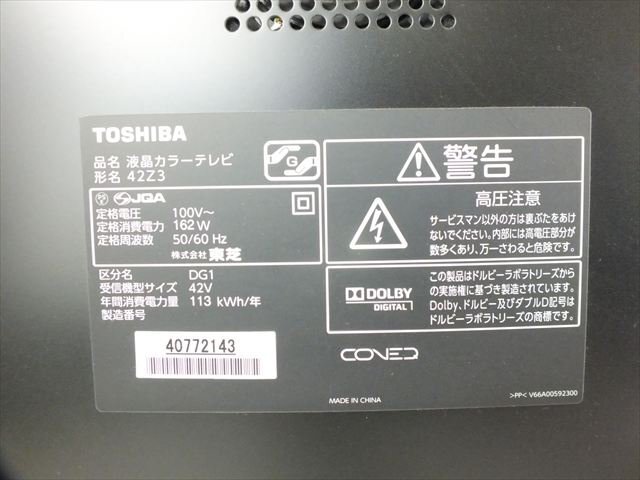 TOSHIBA
品名 液晶カラーテレビ
形名 42Z3
G
JQA
定格電圧 100V～
定格消費電力 162W
定格周波数 50/60 Hz
株式会社 東芝
区分名 DG1
受信機型サイズ 42V
年間消費電力量 113 kWh/年
製造番号
40772143
警告
高圧注意
サービスマン以外の方は裏ぶたをあけ
ないでください。内部には高電圧部分が
数多くあり、万一さわると危険です。
DOLBY
DIGITAL
この製品はドルビーラボラトリーズから
の実施権に基づき製造されています。
Dolby、ドルビー及びダブルD記号は
ドルビーラボラトリーズの商標です。
CONEQ
MADE IN CHINA
>PP< V66A00592300